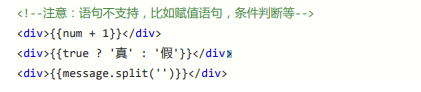 <!--注意：语句不支持，比如赋值语句，条件判断等-->
<div>{{num + 1}}</div>
<div>{{true ? '真' : '假'}}</div>
<div>{{message.split('')}}</div>